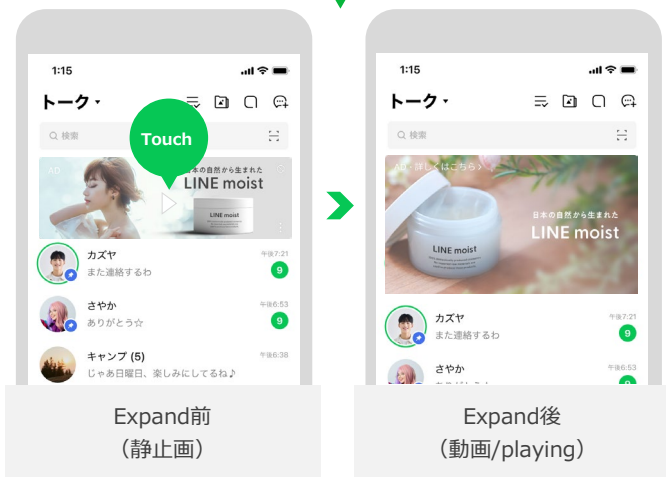 1:15
トーク
検索
Touch
AD
日本の自然から生まれた
LINE moist
LINE moist
カズヤ
午後7:21
また連絡するわ
9
さやか
午後6:53
ありがとう☆
9
キャンプ (5)
午後6:38
じゃあ日曜日、楽しみにしてるね♪
Expand前
（静止画）
1:15
トーク
検索
AD・詳しくはこちら>
日本の自然から生まれた
LINE moist
LINE moist
カズヤ
午後7:21
また連絡するわ
9
さやか
午後6:53
Expand後
（動画/playing）